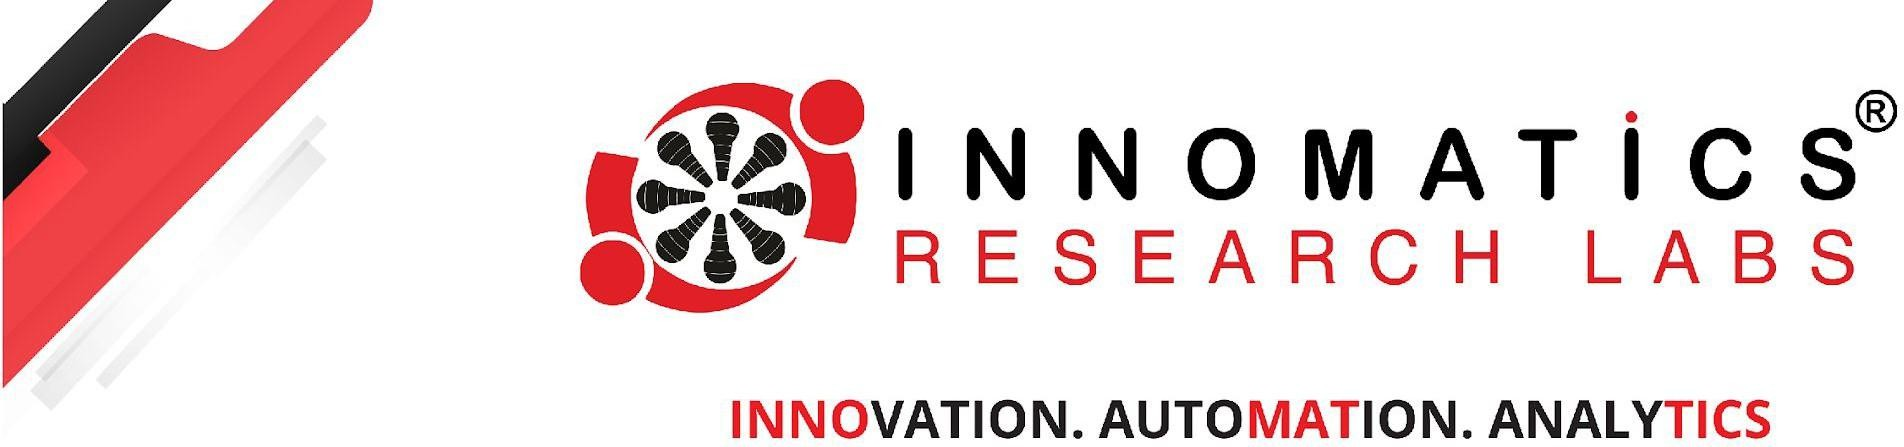 INNOMATICS®
RESEARCH LABS
INNOVATION. AUTOMATION. ANALYTICS